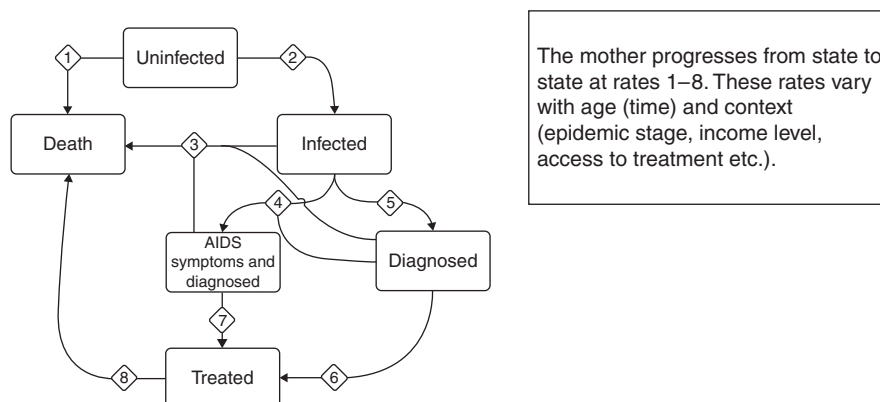 1
Uninfected
2
The mother progresses from state to
state at rates 1–8. These rates vary
with age (time) and context
(epidemic stage, income level,
access to treatment etc.).
Death
3
Infected
4
5
AIDS
symptoms and
diagnosed
Diagnosed
7
8
Treated
6